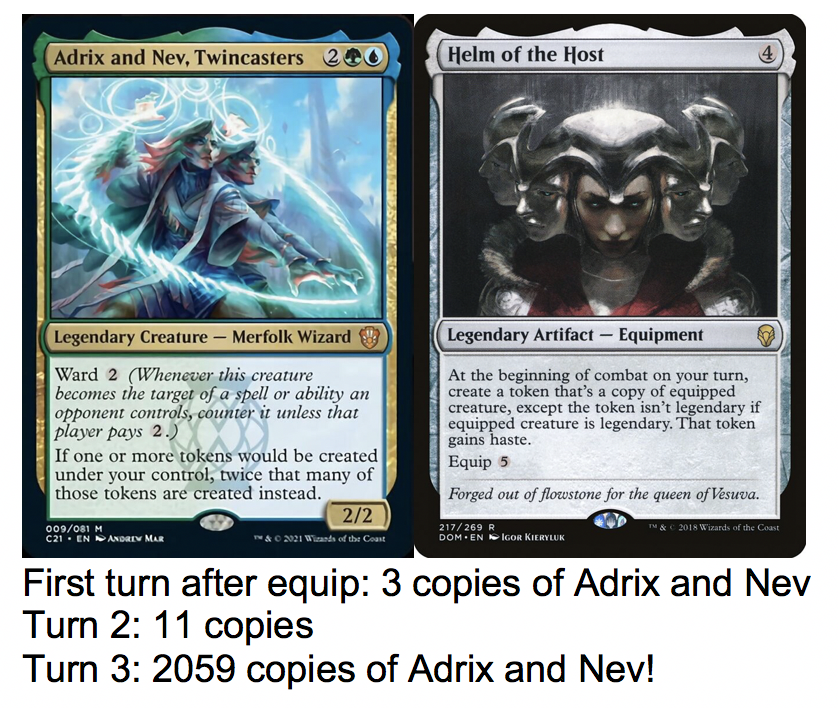 Adrix and Nev, Twincasters 2
Legendary Creature — Merfolk Wizard
Ward 2 (Whenever this creature
becomes the target of a spell or ability an
opponent controls, counter it unless that
player pays 2.)
If one or more tokens would be created
under your control, twice that many of
those tokens are created instead.
2/2
009/081 M
C21 • EN ANDREW MAR
™ & © 2021 Wizards of the Coast
Helm of the Host 4
Legendary Artifact — Equipment
At the beginning of combat on your turn,
create a token that's a copy of equipped
creature, except the token isn't legendary if
equipped creature is legendary. That token
gains haste.
Equip 5
Forged out of flowstone for the queen of Vesuva.
217/269 R
DOM • EN IGOR KIERYLUK
™ & © 2018 Wizards of the Coast
First turn after equip: 3 copies of Adrix and Nev
Turn 2: 11 copies
Turn 3: 2059 copies of Adrix and Nev!